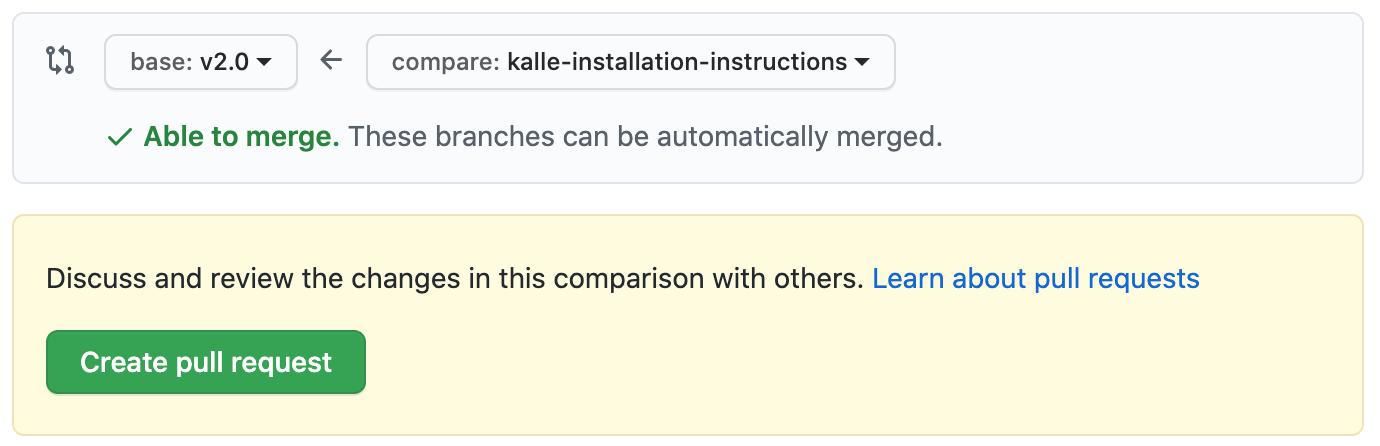 base: v2.0 compare: kalle-installation-instructions
Able to merge. These branches can be automatically merged.
Discuss and review the changes in this comparison with others. Learn about pull requests
Create pull request